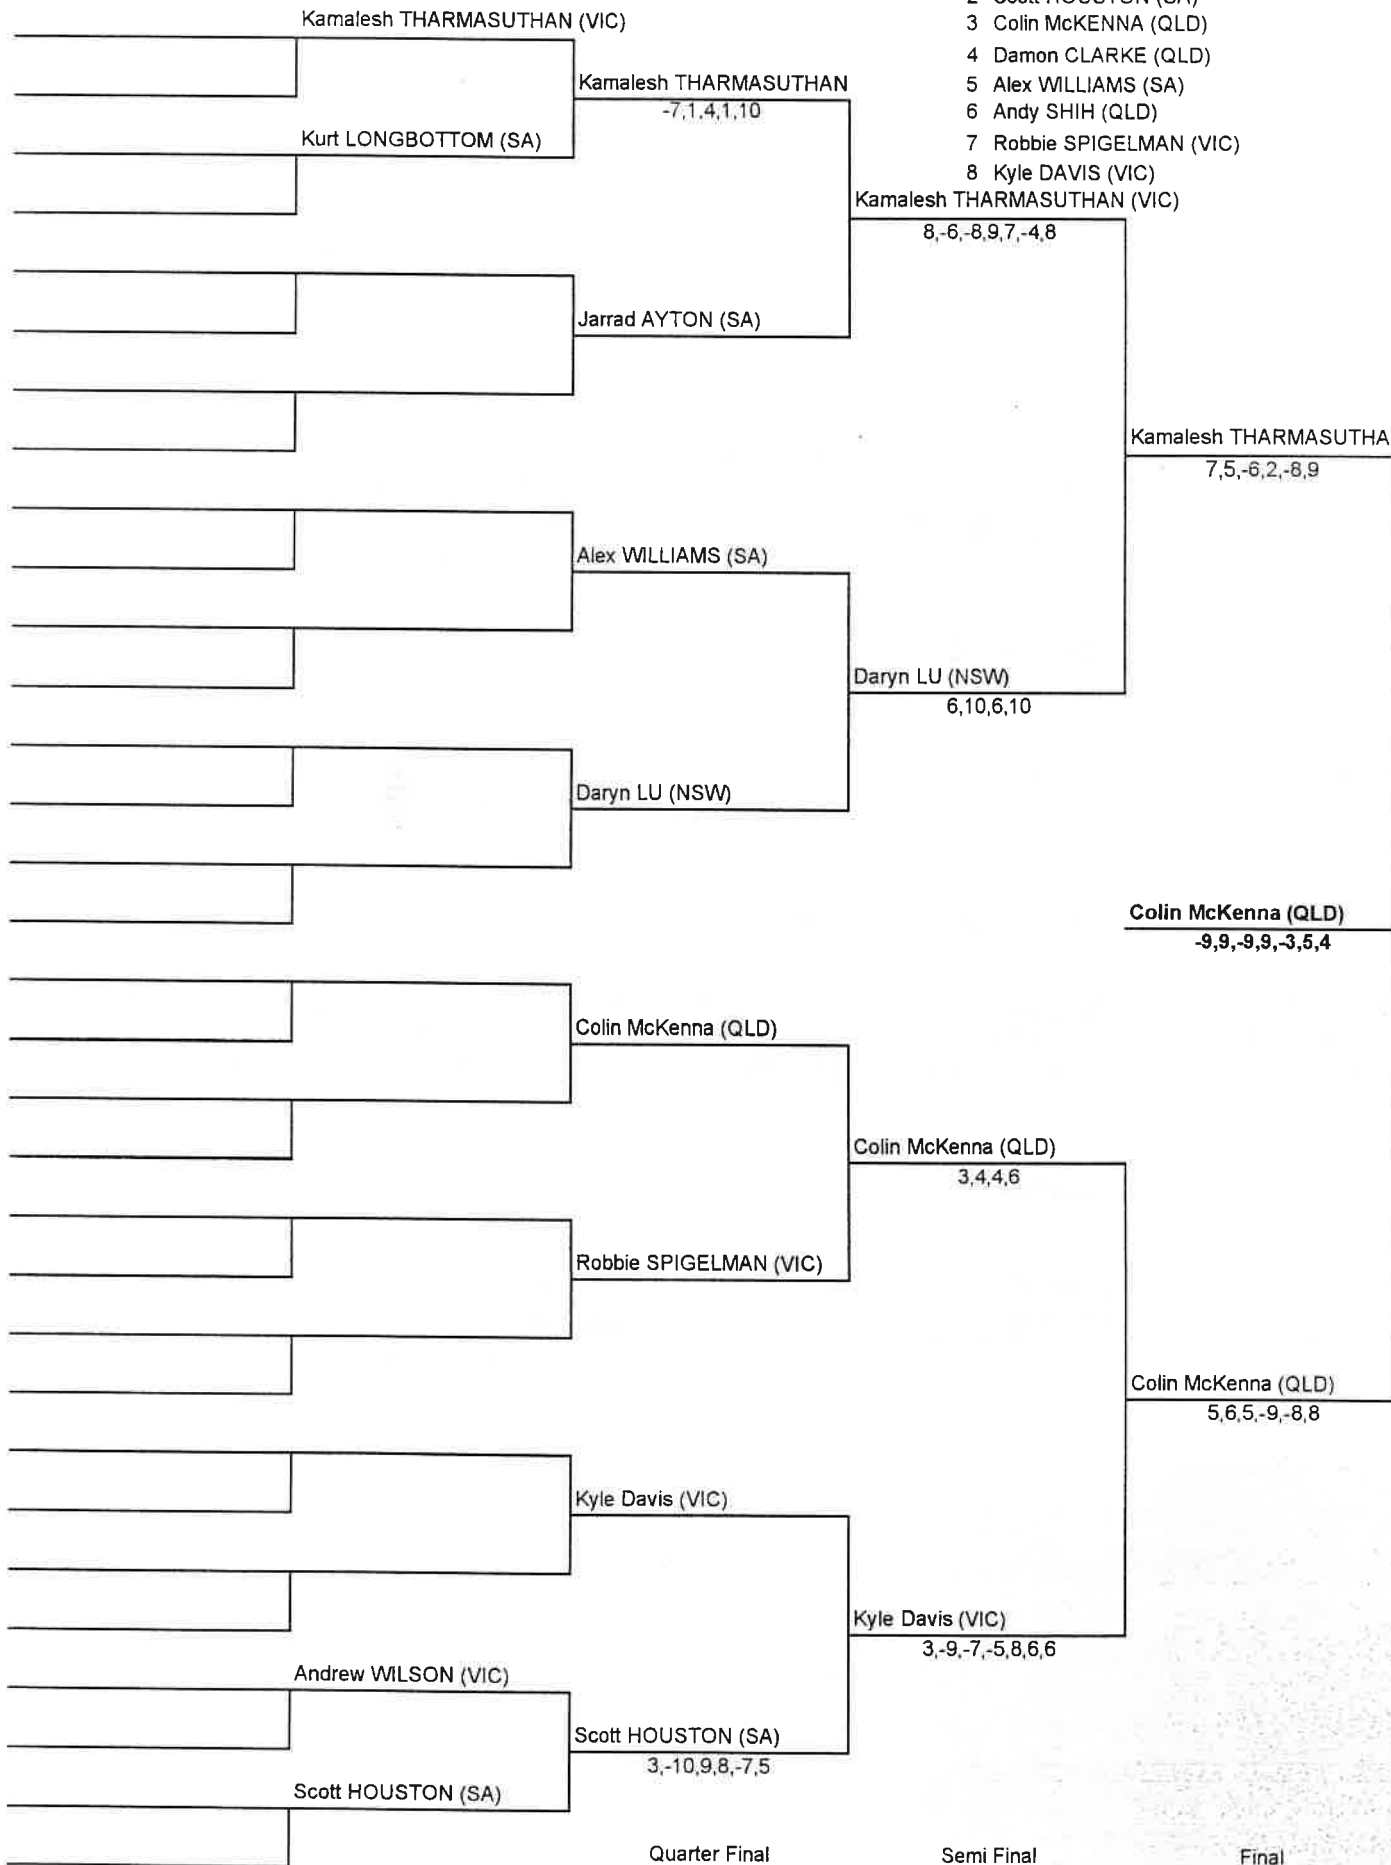 2 Scott HOUSTON (SA)
Kamalesh THARMASUTHAN (VIC)
3 Colin McKENNA (QLD)
4 Damon CLARKE (QLD)
Kamalesh THARMASUTHAN
5 Alex WILLIAMS (SA)
-7,1,4,1,10
6 Andy SHIH (QLD)
Kurt LONGBOTTOM (SA)
7 Robbie SPIGELMAN (VIC)
8 Kyle DAVIS (VIC)
Kamalesh THARMASUTHAN (VIC)
8,-6,-8,9,7,-4,8
Jarrad AYTON (SA)
Kamalesh THARMASUTHA
7,5,-6,2,-8,9
Alex WILLIAMS (SA)
Daryn LU (NSW)
6,10,6,10
Daryn LU (NSW)
Colin McKenna (QLD)
-9,9,-9,9,-3,5,4
Colin McKenna (QLD)
Colin McKenna (QLD)
3,4,4,6
Robbie SPIGELMAN (VIC)
Colin McKenna (QLD)
5,6,5,-9,-8,8
Kyle Davis (VIC)
Kyle Davis (VIC)
3,-9,-7,-5,8,6,6
Andrew WILSON (VIC)
Scott HOUSTON (SA)
3,-10,9,8,-7,5
Scott HOUSTON (SA)
Quarter Final
Semi Final
Final